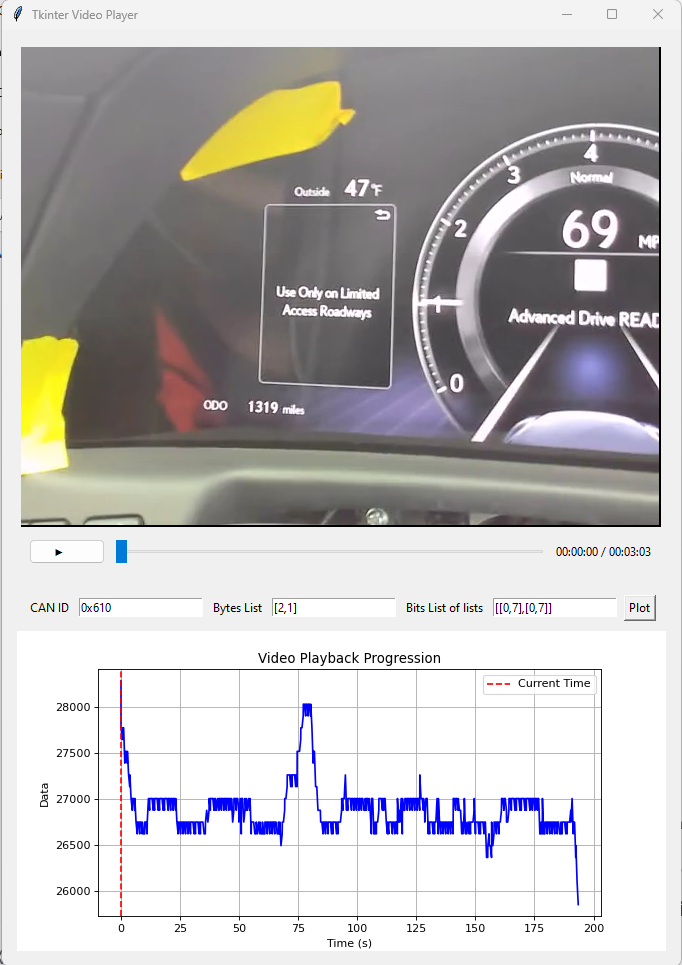 Tkinter Video Player
Outside 47°F
Use Only on Limited
Access Roadways
ODO 1319 miles
4
3
Normal
2
69
1
Advanced Drive
0
00:00:00 / 00:03:03
CAN ID 0x610 Bytes List [2,1] Bits List of lists [[0,7],[0,7]] Plot
Video Playback Progression
Current Time
28000
27500
27000
26500
26000
Data
0 25 50 75 100 125 150 175 200
Time (s)